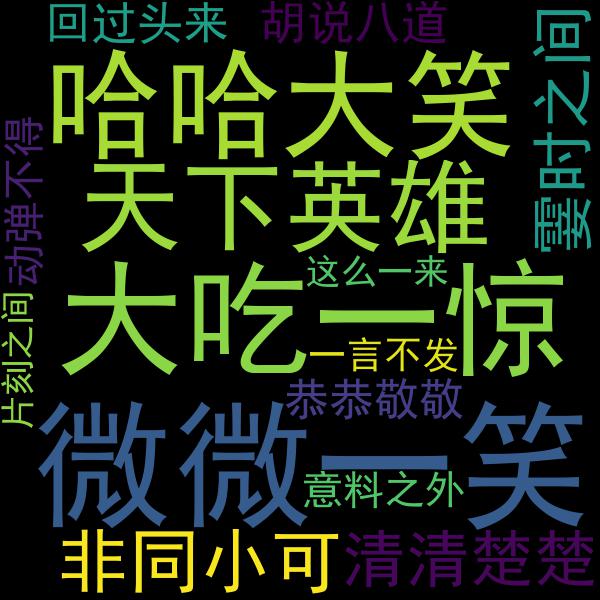 回过头来
胡说八道
哈哈大笑
霎时之间
动弹不得
天下英雄
这么一来
大吃一惊
片刻之间
一言不发
恭恭敬敬
微微一笑
意料之外
非同小可
清清楚楚